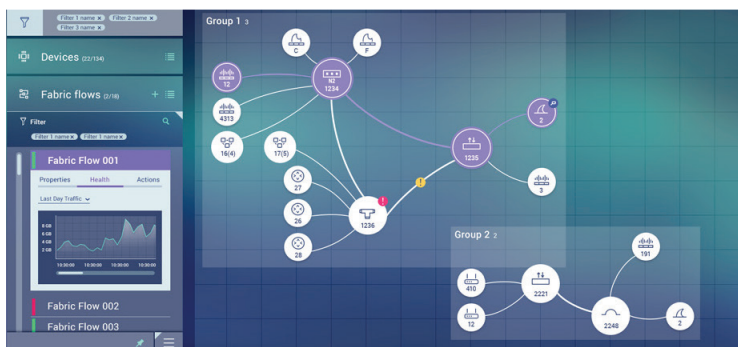 Filter 1 name x Filter 2 name x
Filter 3 name x
Devices (22/134)
Fabric flows (2/18)
Filter
Filter 1 name x Filter 1 name x
Fabric Flow 001
Properties Health Actions
Last Day Traffic
8 GB
6 GB
4 GB
2 GB
10:30:00 10:30:00 10:30:00 10:30:00
Fabric Flow 002
Fabric Flow 003
Group 1 3
C
F
12
N2
1234
4313
16(4)
17(5)
27
26
28
1236
1235
2
3
Group 2 2
191
410
2221
12
2248
2